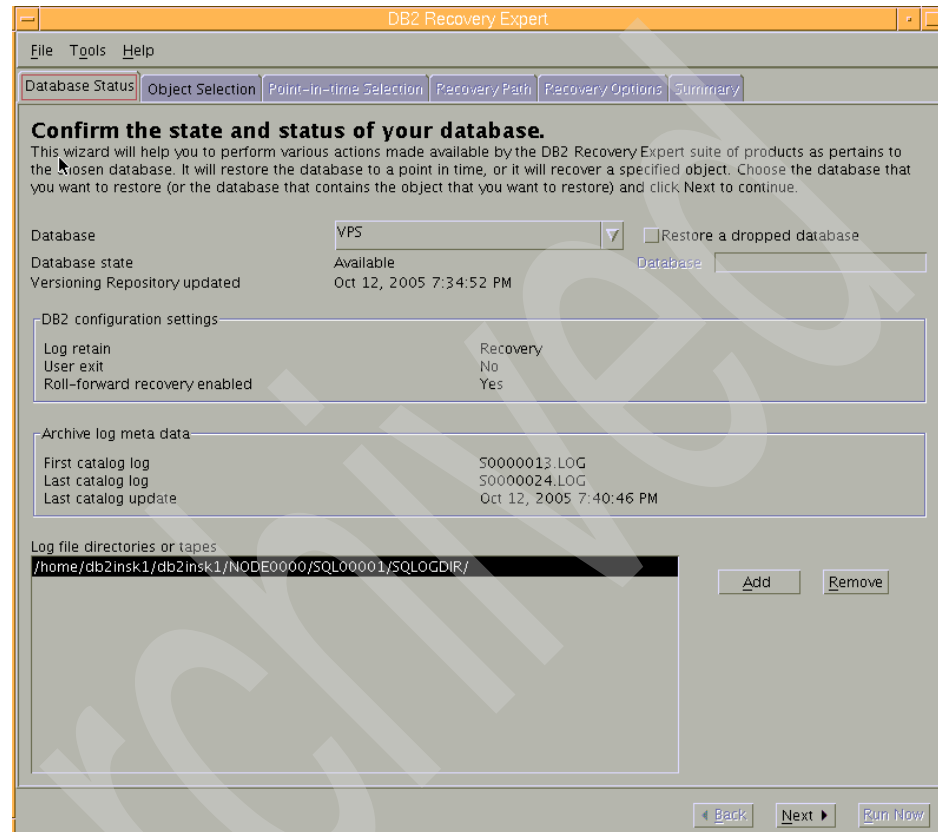 DB2 Recovery Expert
File Tools Help
Database Status Object Selection Point-in-time Selection Recovery Path Recovery Options Summary
Confirm the state and status of your database.
This wizard will help you to perform various actions made available by the DB2 Recovery Expert suite of products as pertains to
the chosen database. It will restore the database to a point in time, or it will recover a specified object. Choose the database that
you want to restore (or the database that contains the object that you want to restore) and click Next to continue.
Database VPS Restore a dropped database
Database state Available Database
Versioning Repository updated Oct 12, 2005 7:34:52 PM
DB2 configuration settings
Log retain Recovery
User exit No
Roll-forward recovery enabled Yes
Archive log meta data
First catalog log S0000013.LOG
Last catalog log S0000024.LOG
Last catalog update Oct 12, 2005 7:40:46 PM
Log file directories or tapes
/home/db2insk1/db2insk1/NODE0000/SQL00001/SQLOGDIR/
Add Remove
Back Next Run Now
rchived